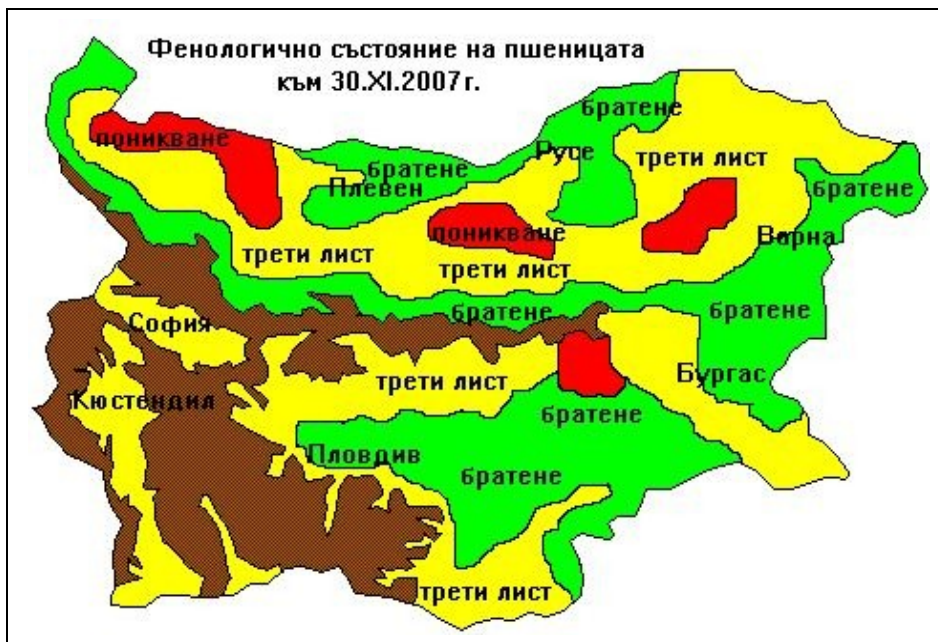 Фенологично състояние на пшеницата
към 30.XI.2007г.
братене
поникване
Русе
братене
трети лист
Плевен
братене
поникване
Варна
трети лист
трети лист
братене
братене
София
трети лист
Бургас
Кюстендил
братене
Пловдив
братене
трети лист